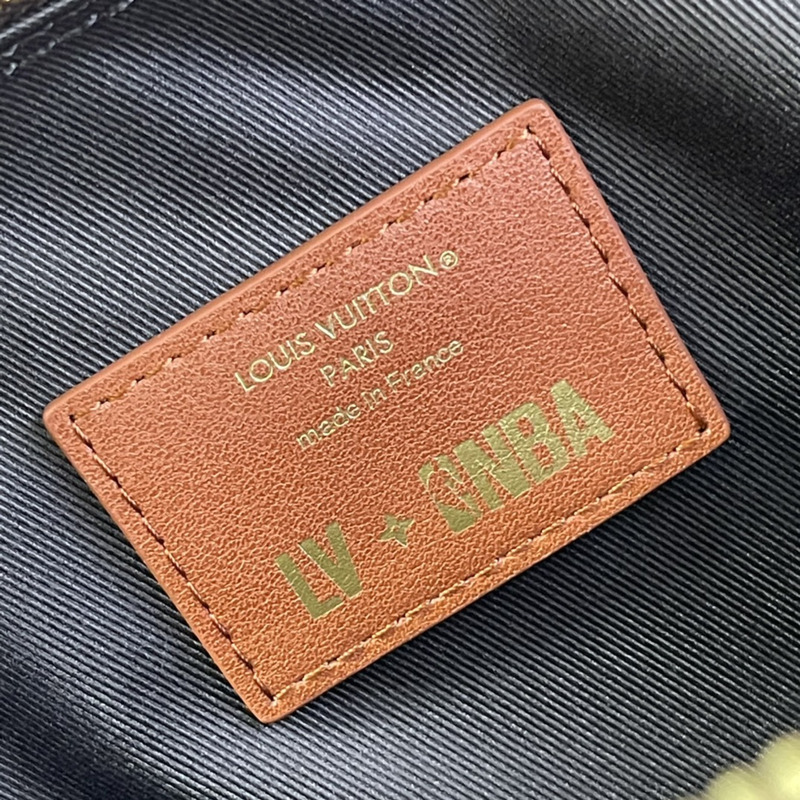 LOUIS VUITTON®
PARIS
made in France
LV NBA